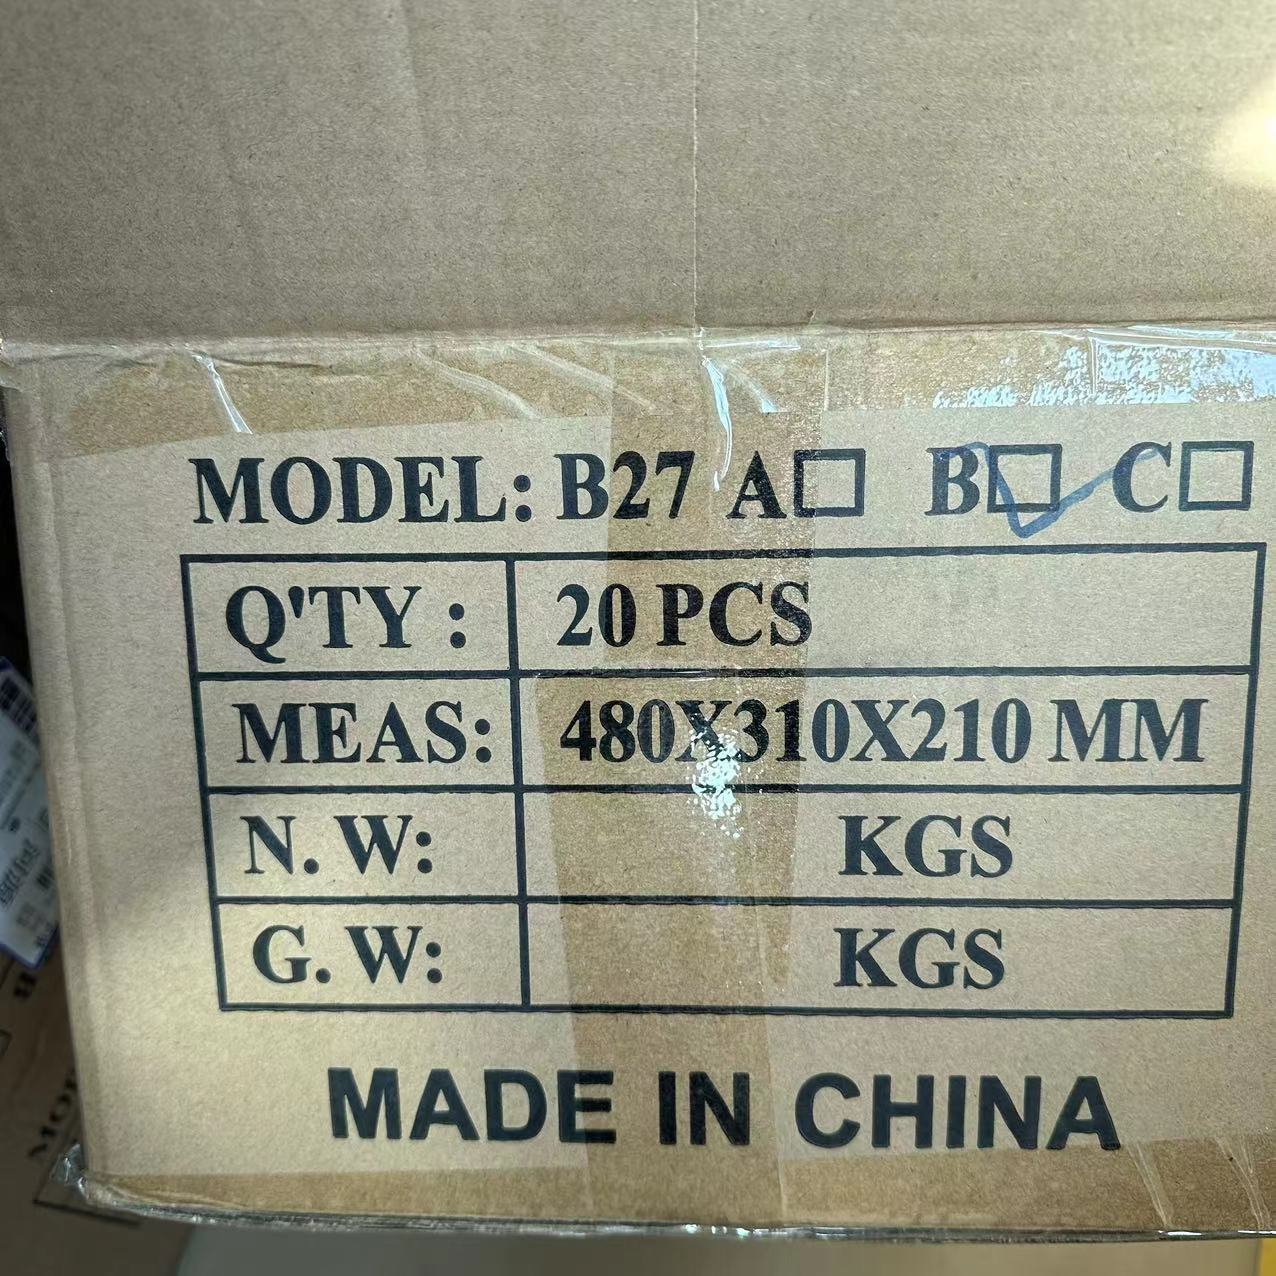 MODEL: B27 A☐ B☑ C☐
Q'TY : 20 PCS
MEAS: 480X310X210 MM
N. W: KGS
G. W: KGS
MADE IN CHINA